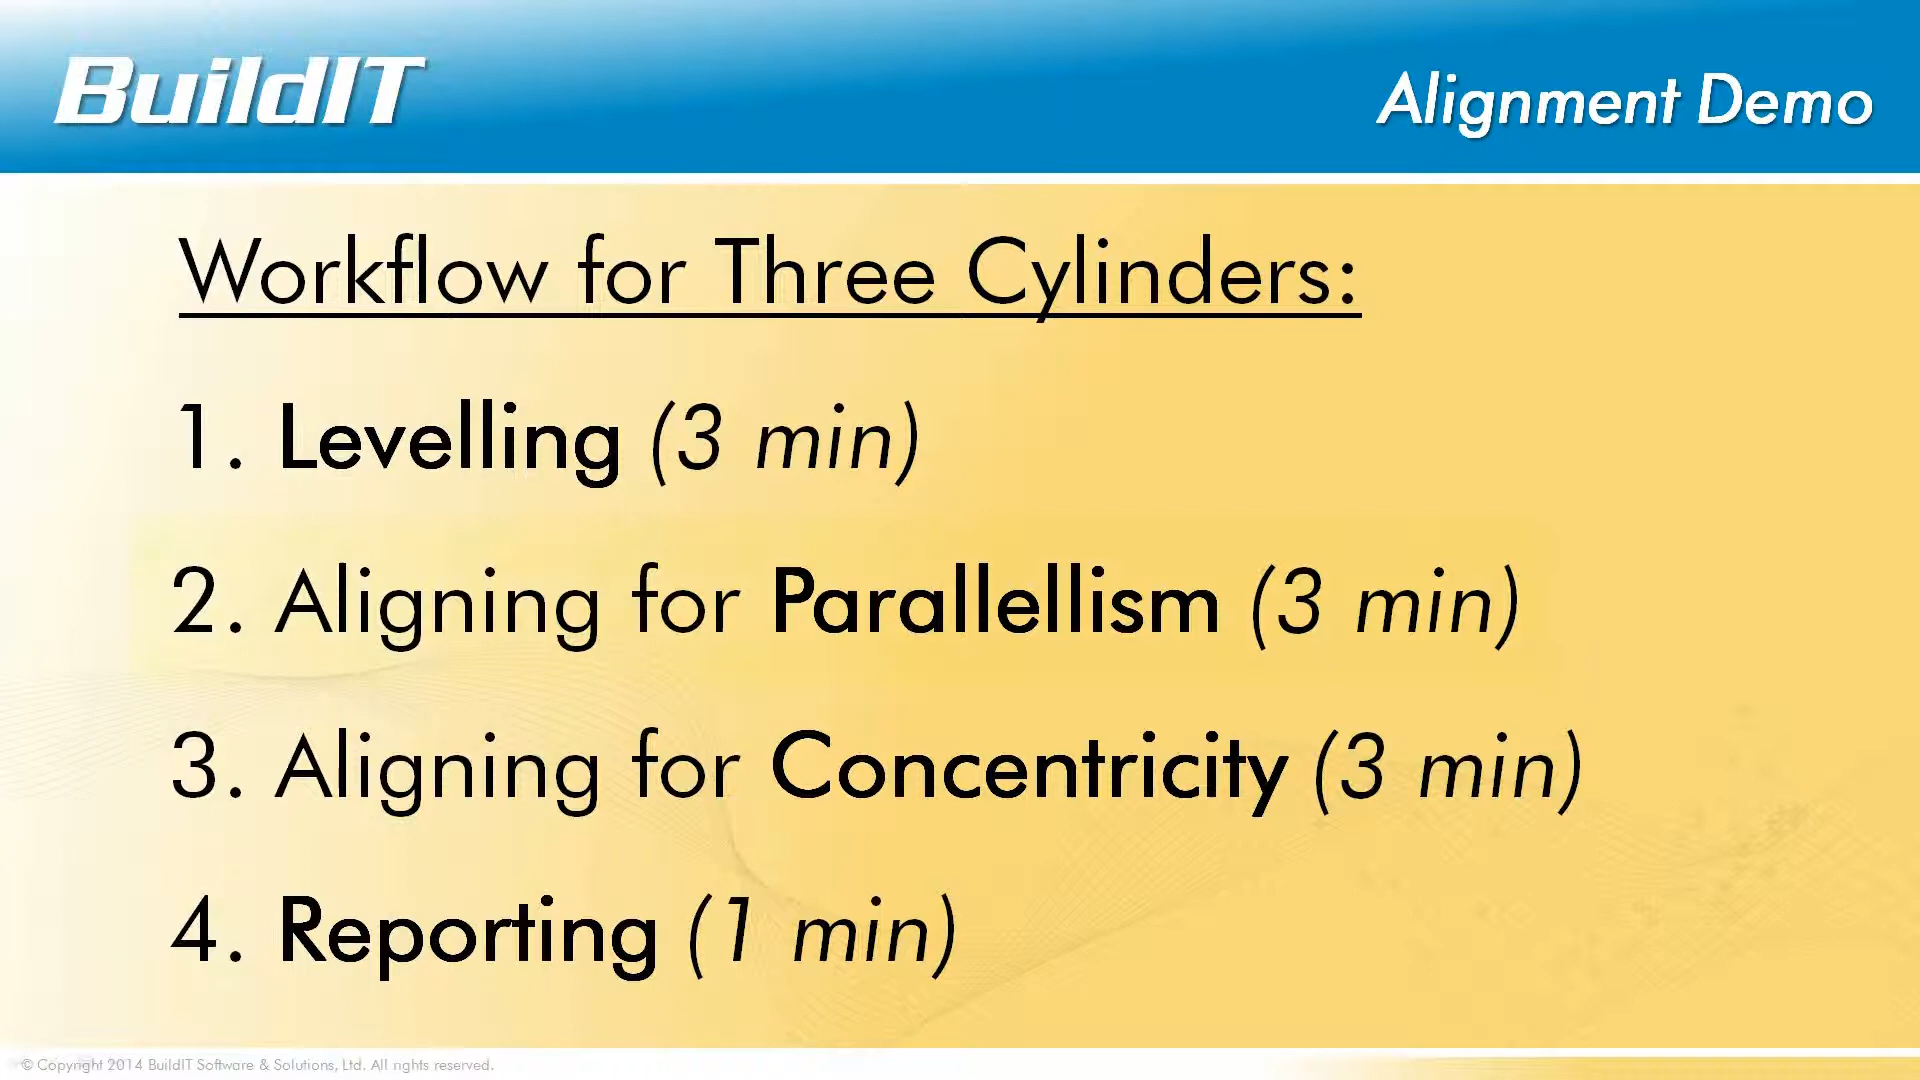 BuildIT
Alignment Demo
Workflow for Three Cylinders:
1. Levelling (3 min)
2. Aligning for Parallellism (3 min)
3. Aligning for Concentricity (3 min)
4. Reporting (1 min)
© Copyright 2014 BuildIT Software & Solutions, Ltd. All rights reserved.